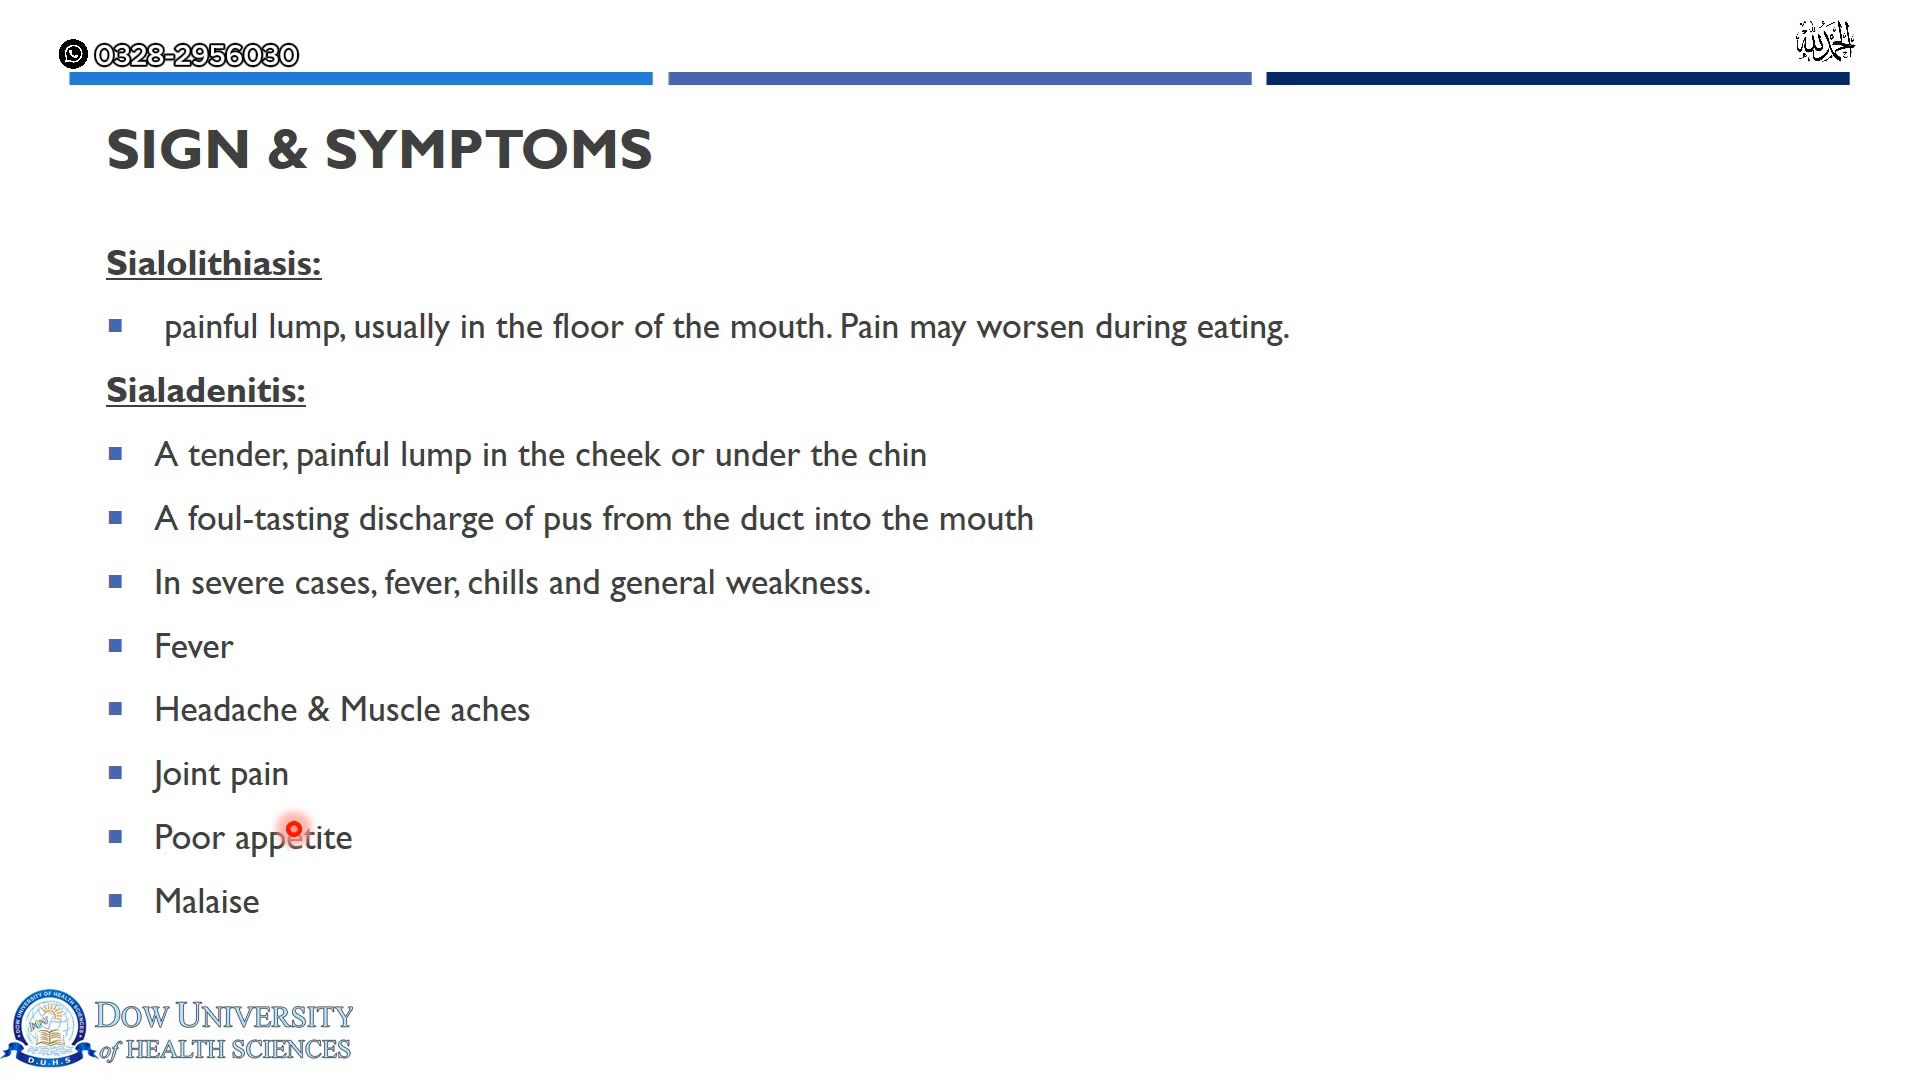 0328-2956030
الحمد لله
SIGN & SYMPTOMS
Sialolithiasis:
painful lump, usually in the floor of the mouth. Pain may worsen during eating.
Sialadenitis:
A tender, painful lump in the cheek or under the chin
A foul-tasting discharge of pus from the duct into the mouth
In severe cases, fever, chills and general weakness.
Fever
Headache & Muscle aches
Joint pain
Poor appetite
Malaise
DOW UNIVERSITY
of HEALTH SCIENCES
D.U.H.S